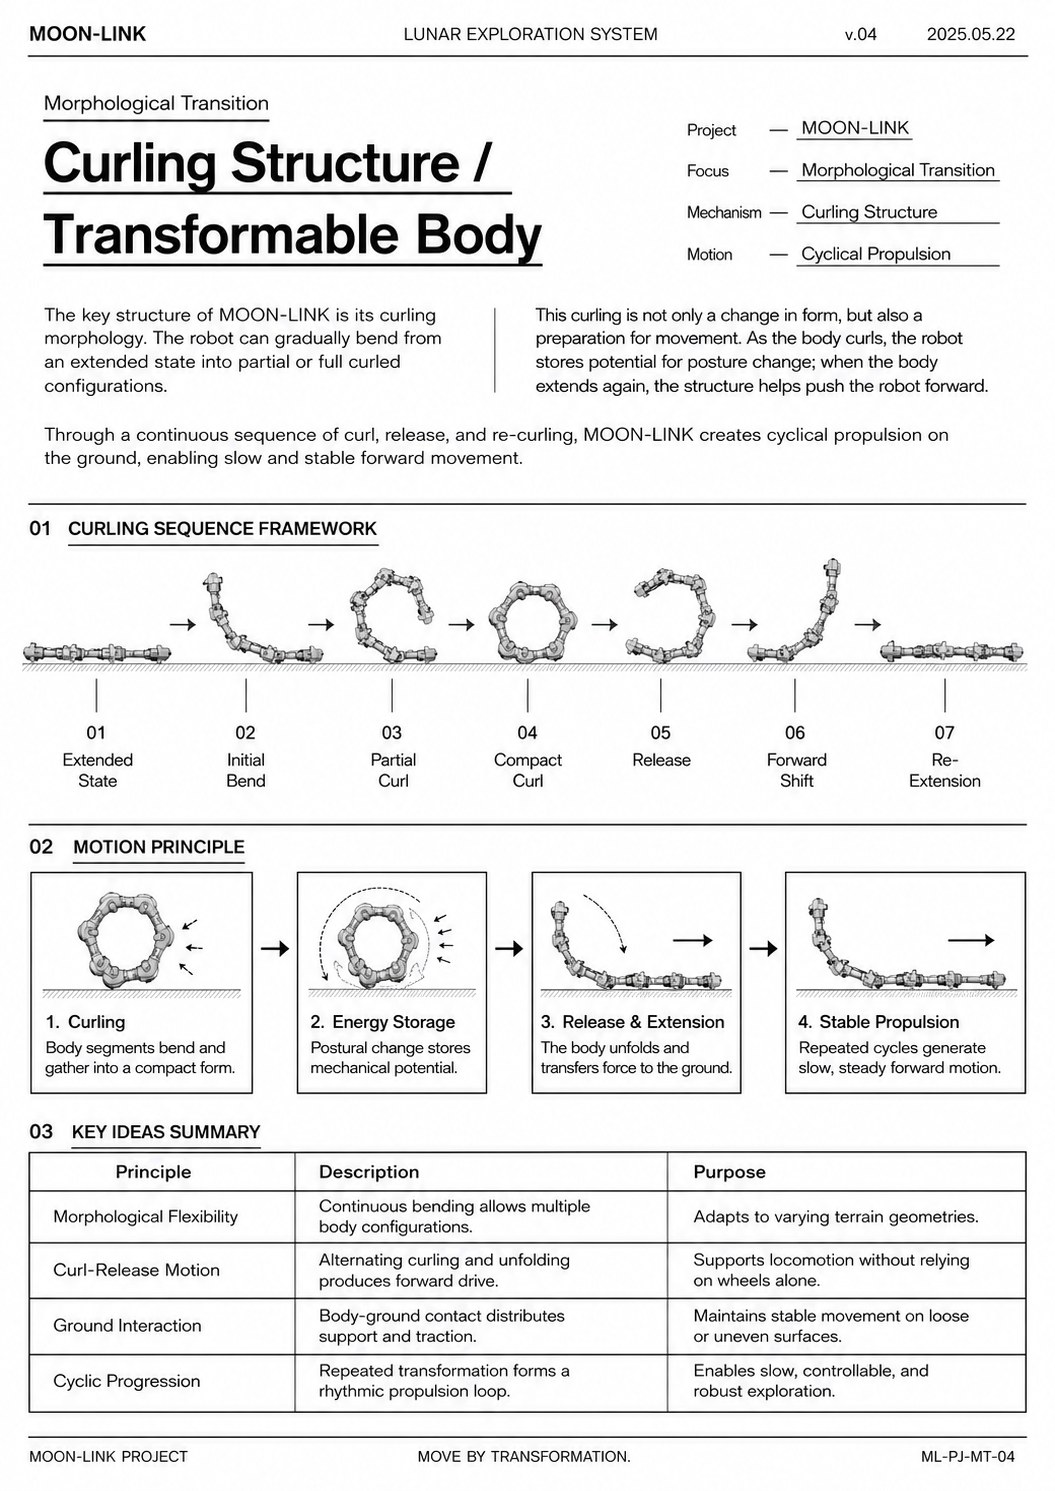 MOON-LINK
LUNAR EXPLORATION SYSTEM
v.04
2025.05.22
Morphological Transition
Curling Structure /
Transformable Body
Project — MOON-LINK
Focus — Morphological Transition
Mechanism — Curling Structure
Motion — Cyclical Propulsion
The key structure of MOON-LINK is its curling
morphology. The robot can gradually bend from
an extended state into partial or full curled
configurations.
This curling is not only a change in form, but also a
preparation for movement. As the body curls, the robot
stores potential for posture change; when the body
extends again, the structure helps push the robot forward.
Through a continuous sequence of curl, release, and re-curling, MOON-LINK creates cyclical propulsion on
the ground, enabling slow and stable forward movement.
01 CURLING SEQUENCE FRAMEWORK
01
Extended
State
02
Initial
Bend
03
Partial
Curl
04
Compact
Curl
05
Release
06
Forward
Shift
07
Re-
Extension
02 MOTION PRINCIPLE
1. Curling
Body segments bend and
gather into a compact form.
2. Energy Storage
Postural change stores
mechanical potential.
3. Release & Extension
The body unfolds and
transfers force to the ground.
4. Stable Propulsion
Repeated cycles generate
slow, steady forward motion.
03 KEY IDEAS SUMMARY
Principle
Description
Purpose
Morphological Flexibility
Continuous bending allows multiple
body configurations.
Adapts to varying terrain geometries.
Curl-Release Motion
Alternating curling and unfolding
produces forward drive.
Supports locomotion without relying
on wheels alone.
Ground Interaction
Body-ground contact distributes
support and traction.
Maintains stable movement on loose
or uneven surfaces.
Cyclic Progression
Repeated transformation forms a
rhythmic propulsion loop.
Enables slow, controllable, and
robust exploration.
MOON-LINK PROJECT
MOVE BY TRANSFORMATION.
ML-PJ-MT-04